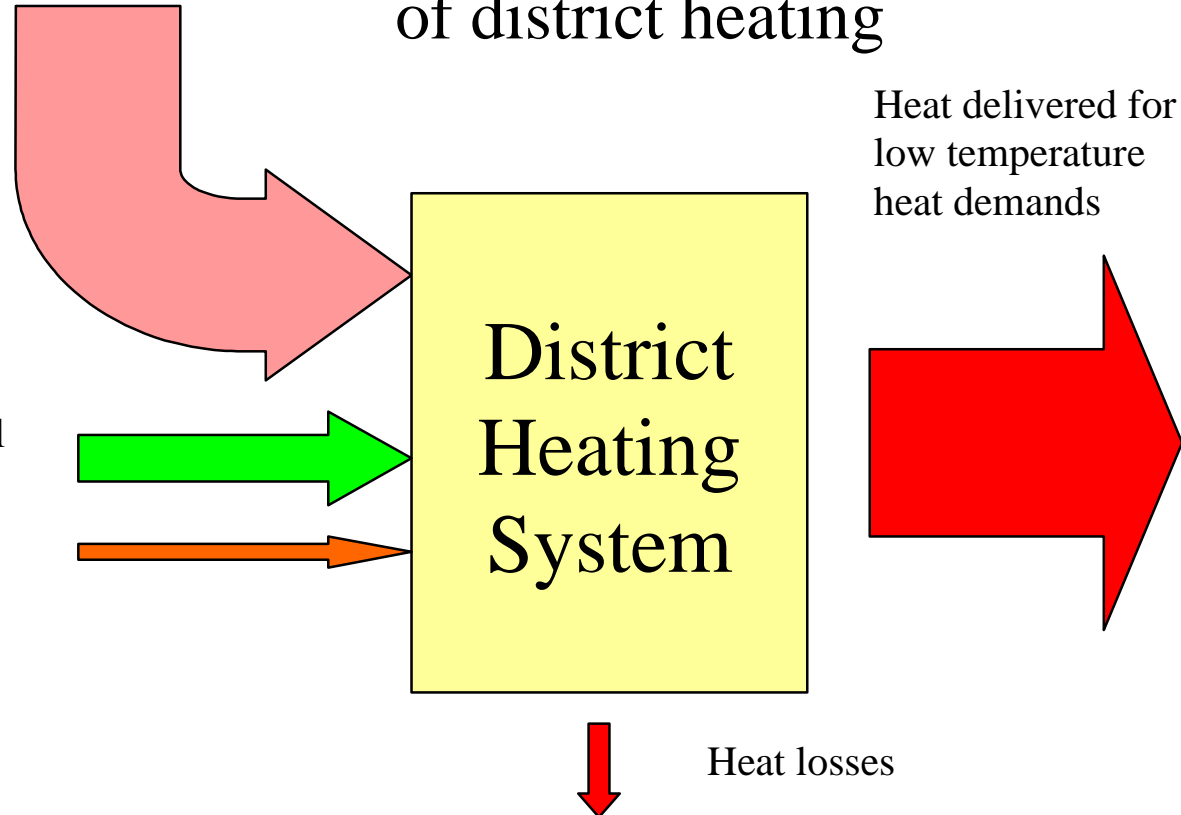 of district heating
Heat delivered for
low temperature
heat demands
District
Heating
System
Heat losses